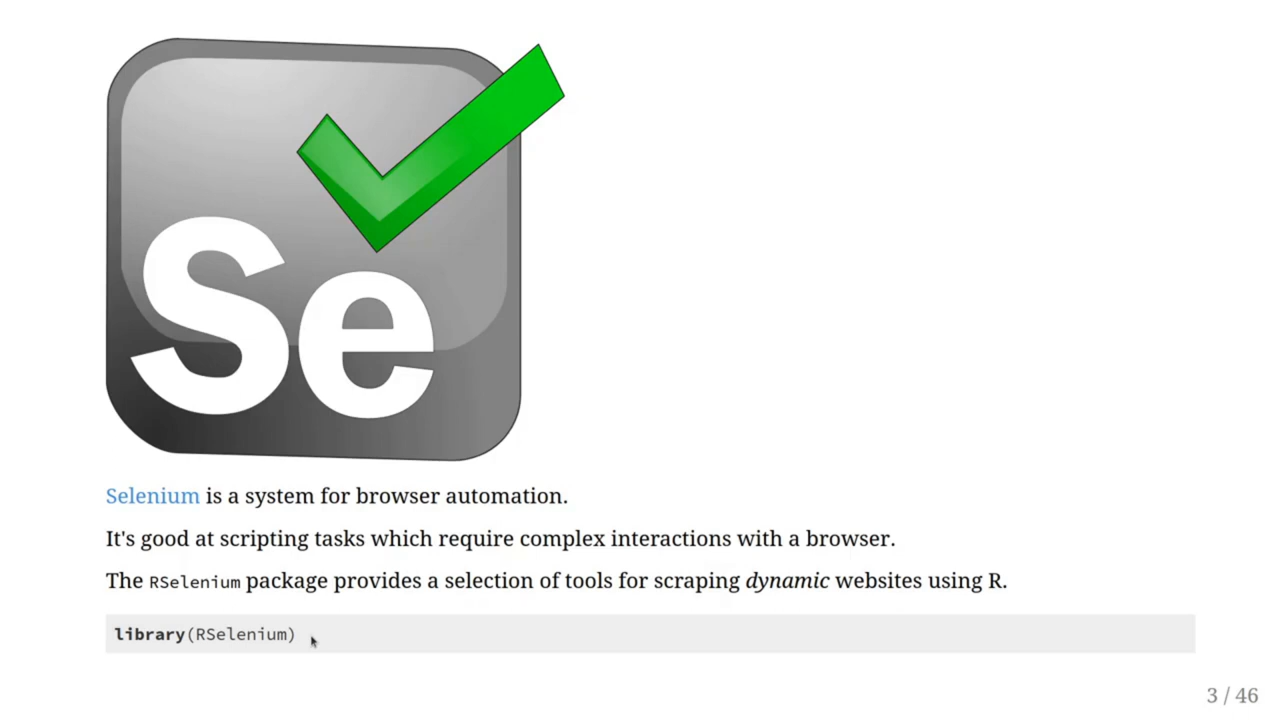 Se
Selenium is a system for browser automation.
It's good at scripting tasks which require complex interactions with a browser.
The RSelenium package provides a selection of tools for scraping dynamic websites using R.
library(RSelenium)
3 / 46